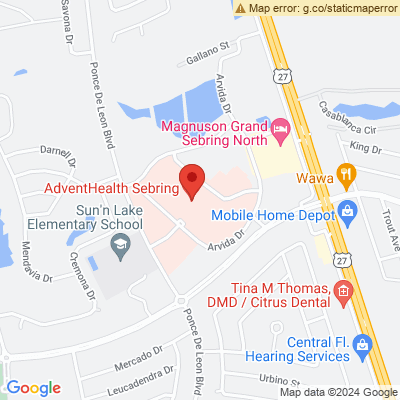 Map error: g.co/staticmaperror
Savona Dr
Gallano St
27
Ponce De Leon Blvd
Arvida Dr
Casablanca Cir
Magnuson Grand
Sebring North
King Dr
Darnell Dr
Wawa
AdventHealth Sebring
Sun'n Lake
Elementary School
Mobile Home Depot
Trout Ave
Mendavia Dr
Cremona Dr
Arvida Dr
27
Tina M Thomas,
DMD / Citrus Dental
Ponce De Leon Blvd
Central Fl.
Hearing Services
Mercado Dr
Leucadendra Dr
Urbino St
Google
Map data ©2024 Google